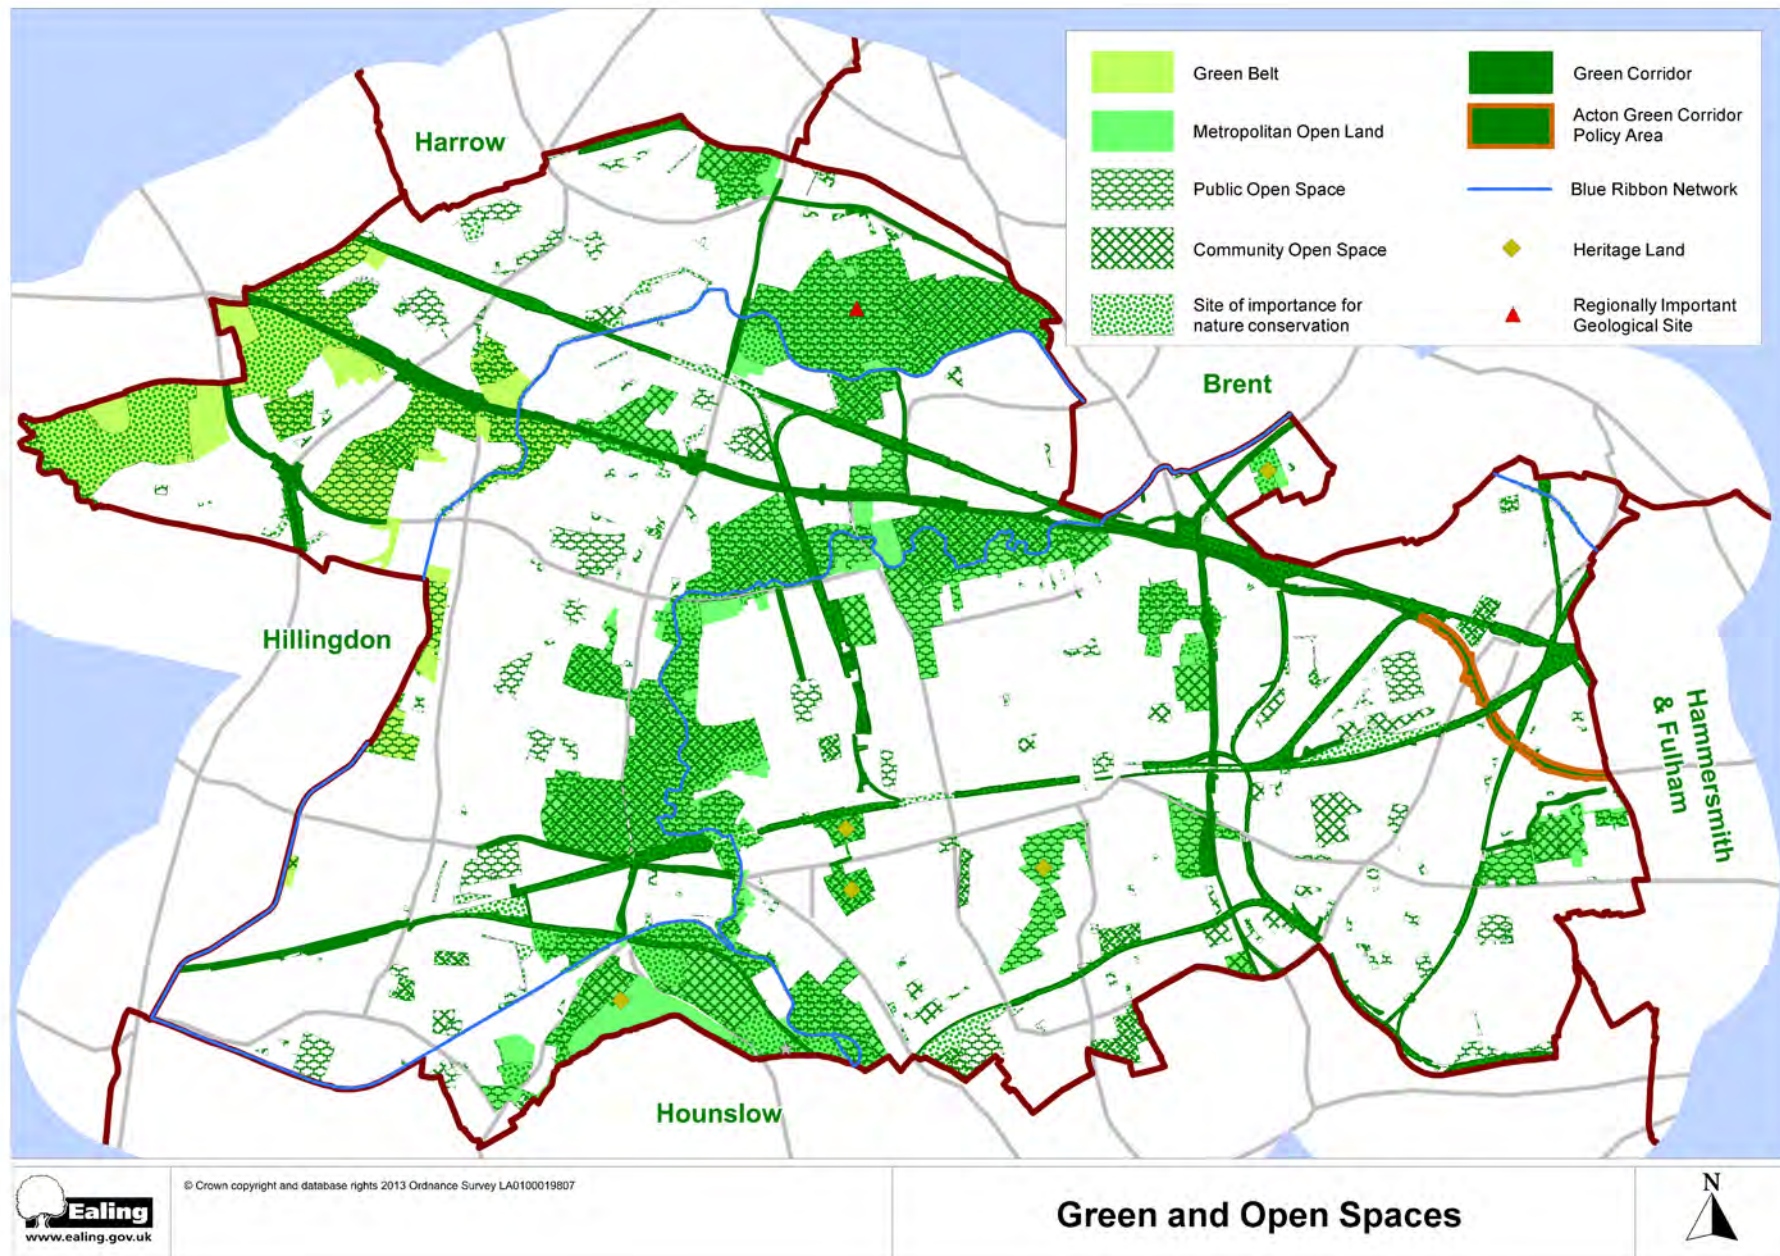 Green Belt
Metropolitan Open Land
Public Open Space
Community Open Space
Site of importance for
nature conservation
Green Corridor
Acton Green Corridor
Policy Area
Blue Ribbon Network
Heritage Land
Regionally Important
Geological Site
Harrow
Brent
Hillingdon
Hammersmith
& Fulham
Hounslow
Ealing
www.ealing.gov.uk
© Crown copyright and database rights 2013 Ordnance Survey LA0100019807
Green and Open Spaces
N